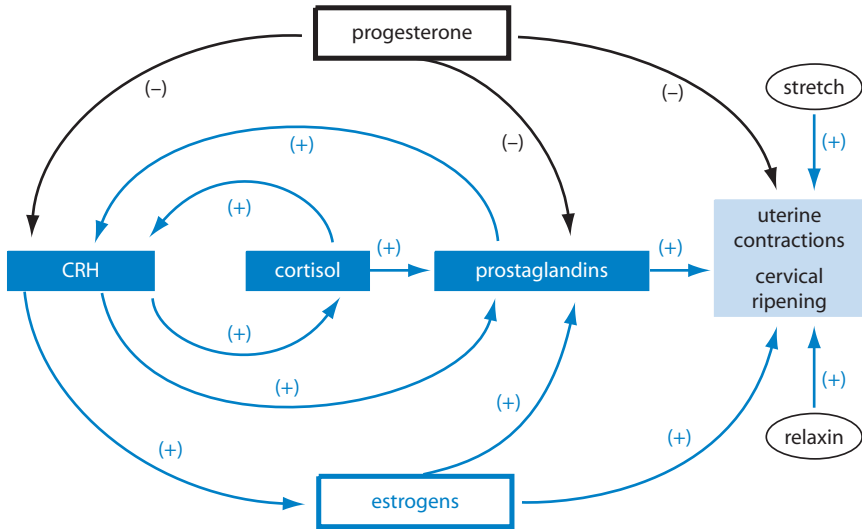 progesterone
(–)
(–)
(–)
stretch
(+)
(+)
(+)
uterine
contractions
cervical
ripening
CRH
cortisol
(+)
prostaglandins
(+)
(+)
(+)
(+)
(+)
(+)
(+)
relaxin
estrogens